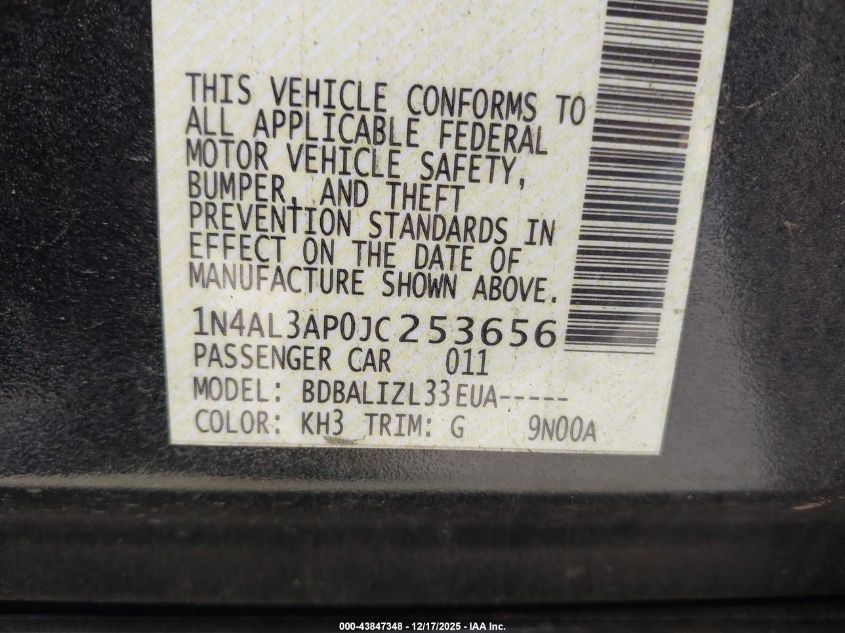 THIS VEHICLE CONFORMS TO
ALL APPLICABLE FEDERAL
MOTOR VEHICLE SAFETY,
BUMPER, AND THEFT
PREVENTION STANDARDS IN
EFFECT ON THE DATE OF
MANUFACTURE SHOWN ABOVE.
1N4AL3AP0JC253656
PASSENGER CAR 011
MODEL: BDBALIZL33EUA-----
COLOR: KH3 TRIM: G 9N00A
000-43847348 - 12/17/2025 - IAA Inc.